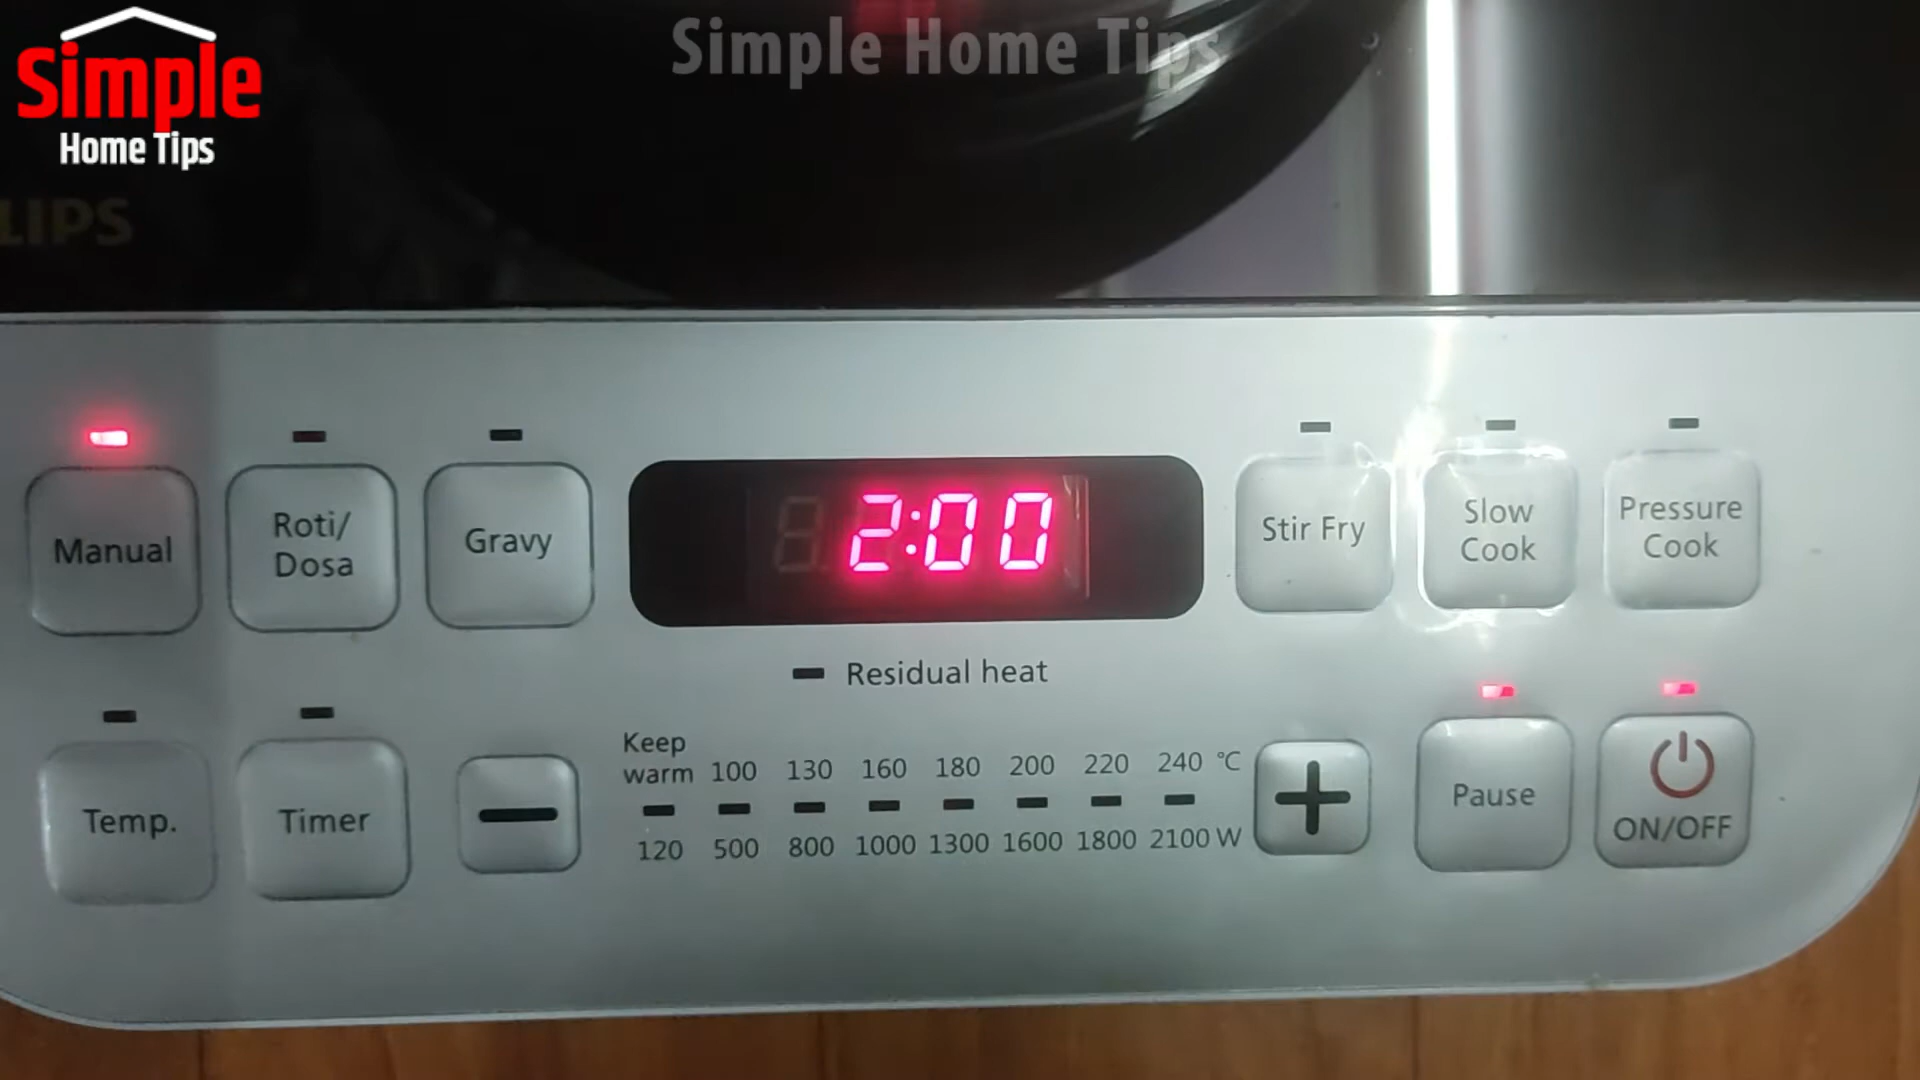 Simple Home Tips
Simple
Home Tips
LIPS
2:00
Manual
Roti/
Dosa
Gravy
Stir Fry
Slow
Cook
Pressure
Cook
Residual heat
Temp.
Timer
Keep
warm 100 130 160 180 200 220 240 °C
120 500 800 1000 1300 1600 1800 2100 W
Pause
ON/OFF